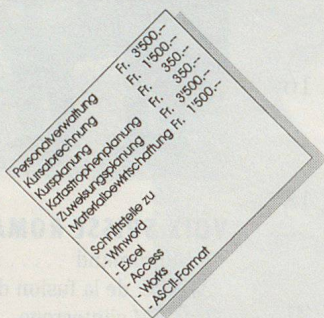 Personalverwaltung Fr. 3'500.--
Kursabrechnung Fr. 1'500.--
Kursplanung Fr. 350.--
Katastrophenplanung Fr. 350.--
Zuweisungsplanung Fr. 3'500.--
Materialbewirtschaftung Fr. 1'500.--
Schnittstelle zu
- Winword
- Excel
- Access
- Works
- ASCII-Format